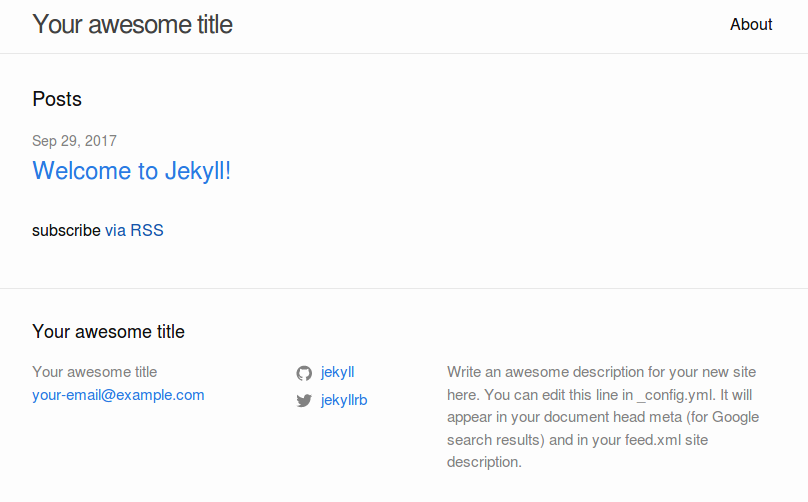 Your awesome title
About
Posts
Sep 29, 2017
Welcome to Jekyll!
subscribe via RSS
Your awesome title
Your awesome title
your-email@example.com
jekyll
jekyllrb
Write an awesome description for your new site
here. You can edit this line in _config.yml. It will
appear in your document head meta (for Google
search results) and in your feed.xml site
description.